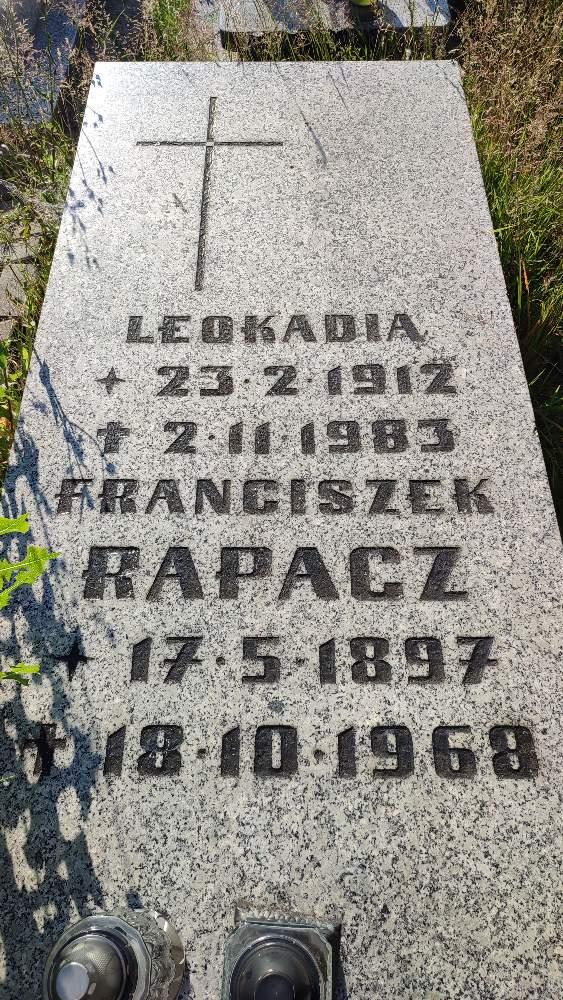 LEOKADIA
✦ 23·2·1912
✝ 2·11·1983
FRANCISZEK
RAPACZ
✦ 17·5·1897
✝ 18·10·1968